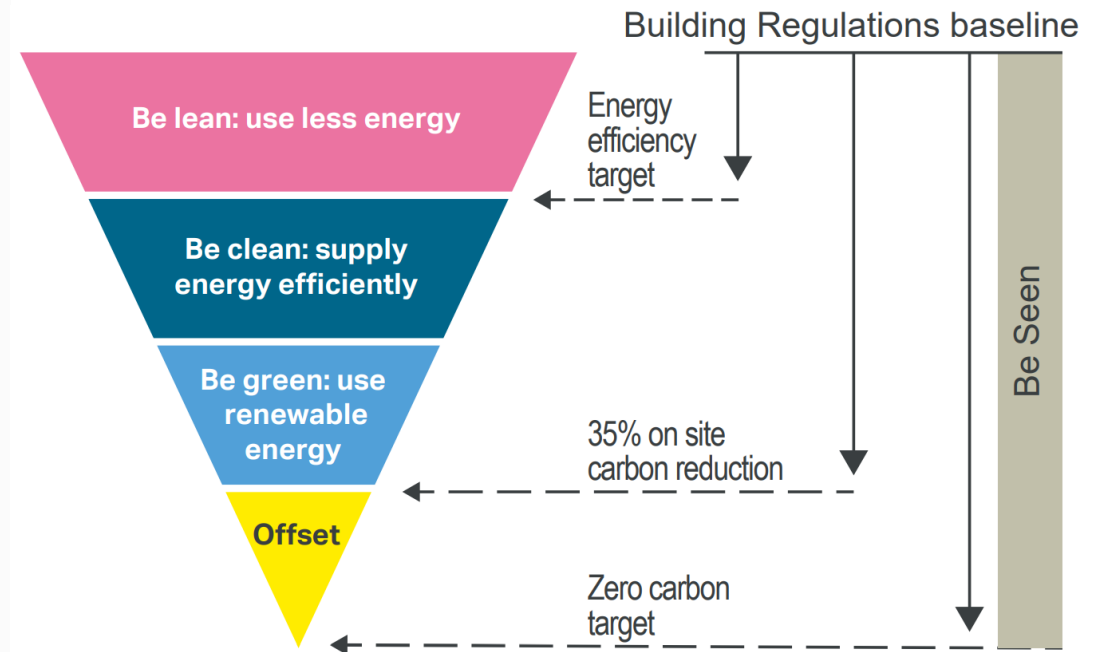 Building Regulations baseline
Be lean: use less energy
Energy
efficiency
target
Be clean: supply
energy efficiently
Be Seen
Be green: use
renewable
energy
35% on site
carbon reduction
Offset
Zero carbon
target